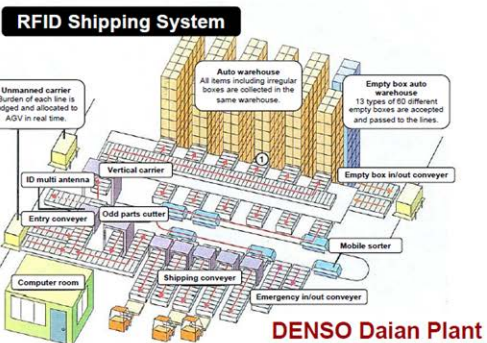 RFID Shipping System
Auto warehouse
All items including irregular
boxes are collected in the
same warehouse.
Empty box auto
warehouse
13 types of 60 different
empty boxes are accepted
and passed to the lines.
Unmanned carrier
Burden of each line is
dged and allocated to
AGV in real time.
1
Vertical carrier
ID multi antenna
Empty box in/out conveyer
Entry conveyer
Odd parts cutter
Mobile sorter
Shipping conveyer
Computer room
Emergency in/out conveyer
DENSO Daian Plant